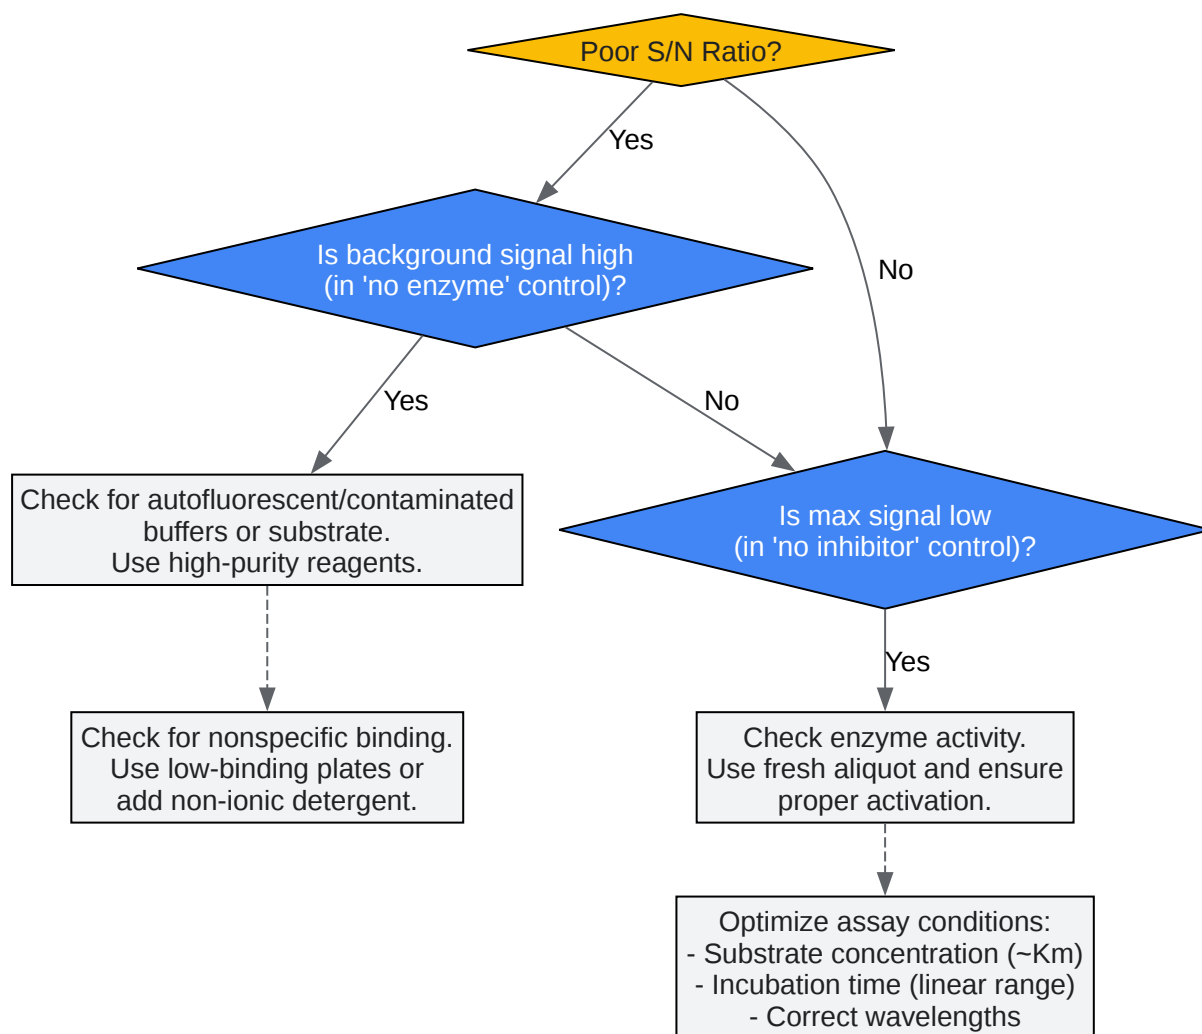 Poor S/N Ratio?
Yes
Is background signal high
(in 'no enzyme' control)?
No
Yes
No
Check for autofluorescent/contaminated
buffers or substrate.
Use high-purity reagents.
Is max signal low
(in 'no inhibitor' control)?
Yes
Check for nonspecific binding.
Use low-binding plates or
add non-ionic detergent.
Check enzyme activity.
Use fresh aliquot and ensure
proper activation.
Optimize assay conditions:
- Substrate concentration (~Km)
- Incubation time (linear range)
- Correct wavelengths